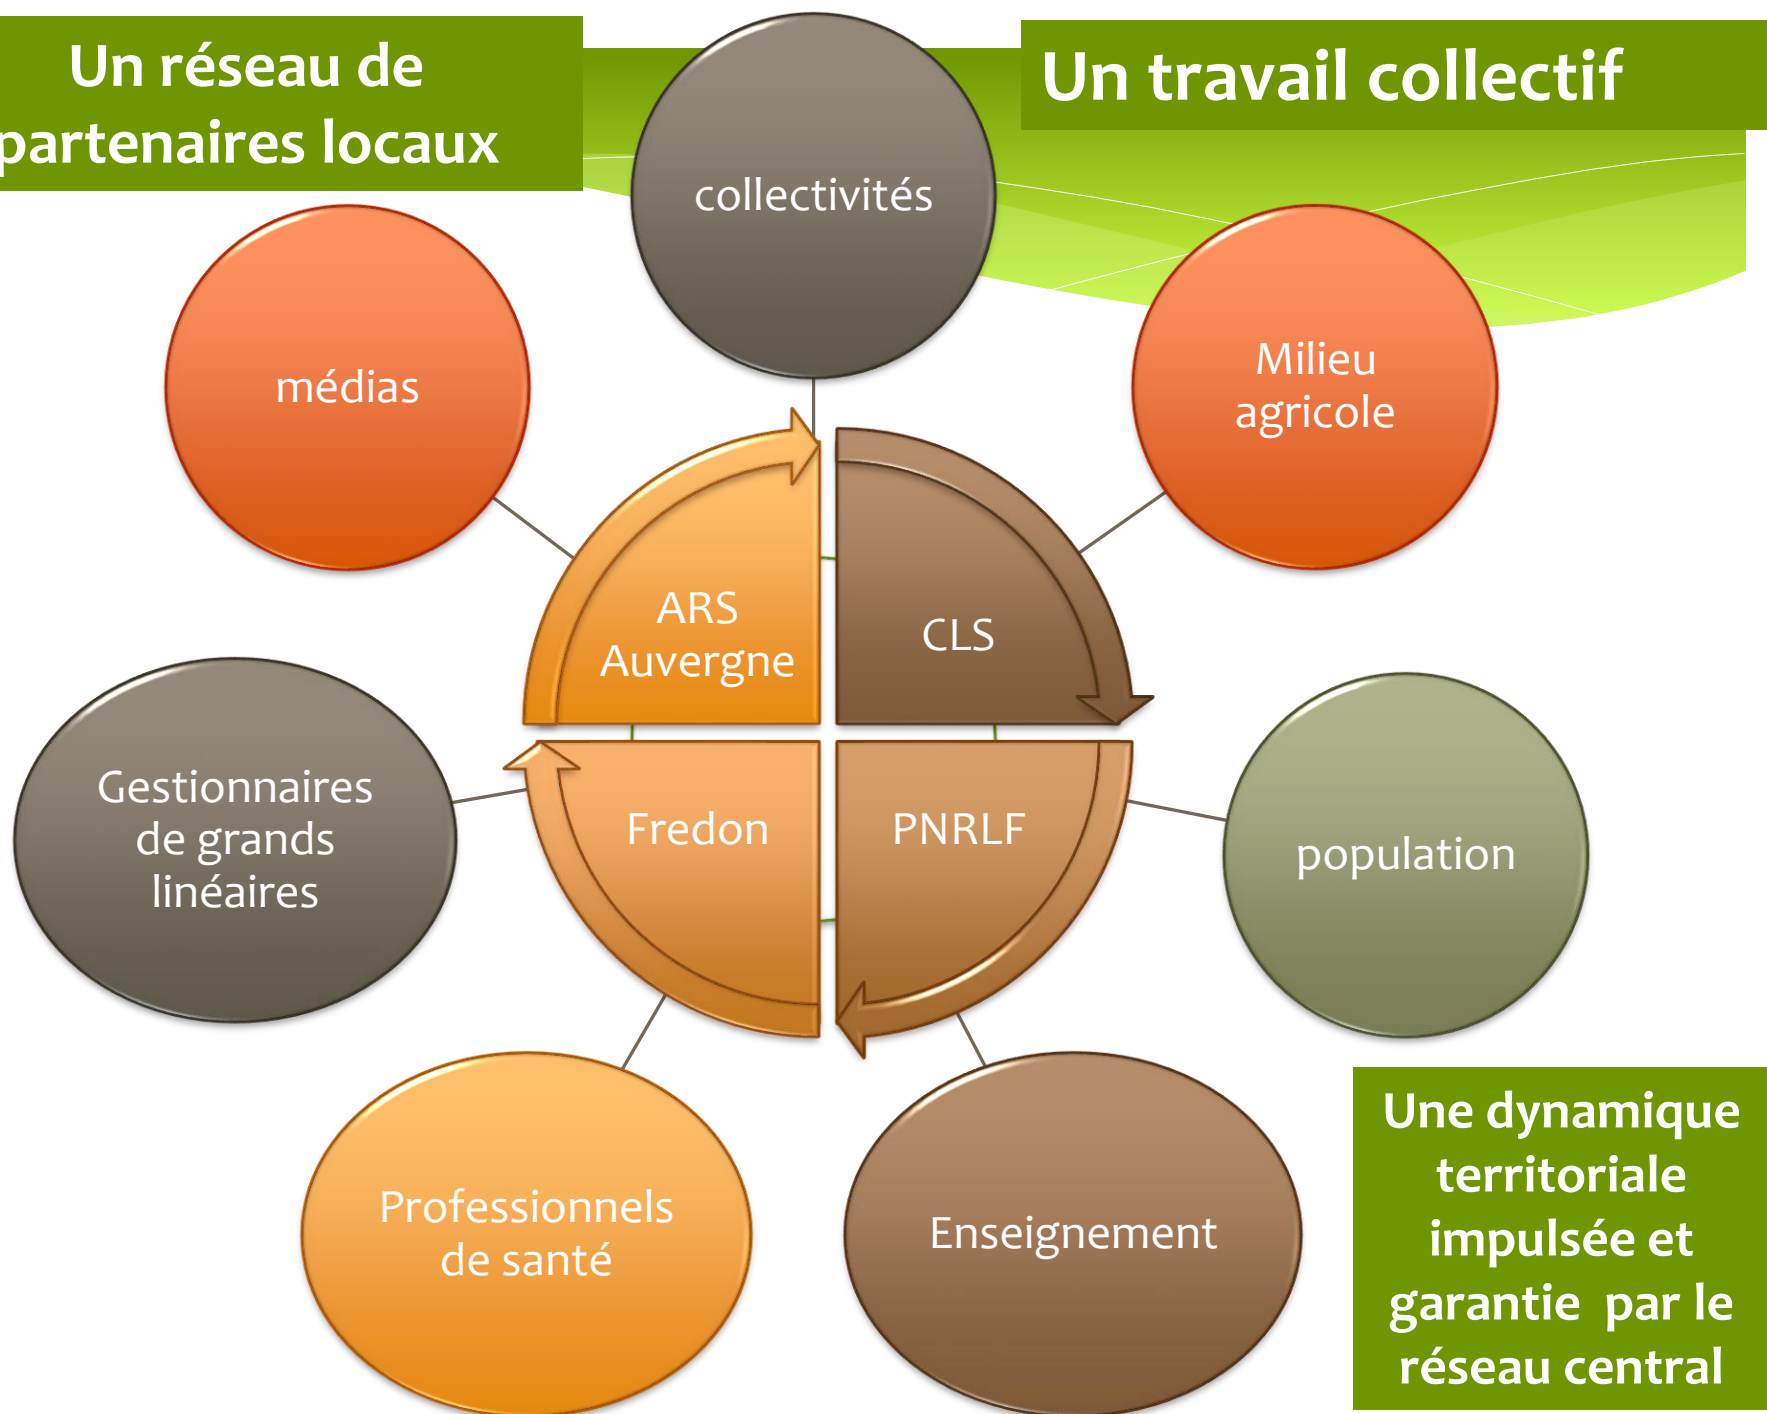 Un réseau de
partenaires locaux
Un travail collectif
collectivités
médias
Milieu
agricole
ARS
Auvergne
CLS
Gestionnaires
de grands
linéaires
Fredon
PNRLF
population
Professionnels
de santé
Enseignement
Une dynamique
territoriale
impulsée et
garantie par le
réseau central